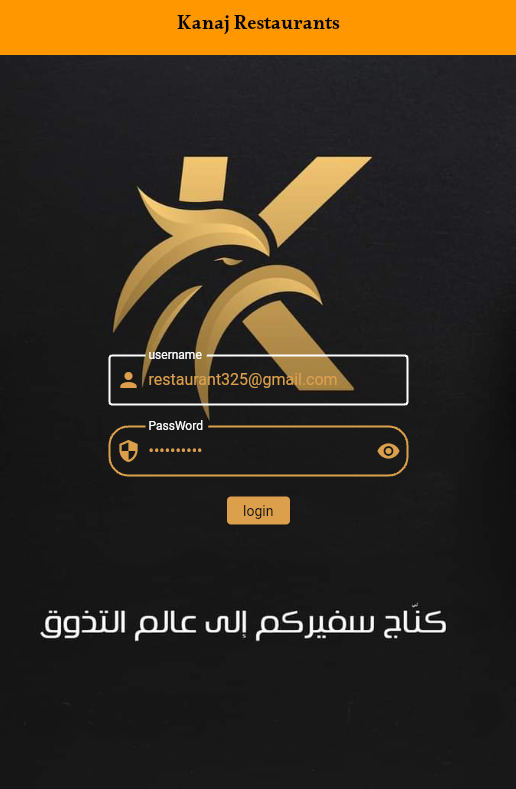 Kanaj Restaurants
username
restaurant325@gmail.com
PassWord
••••••••••
login
كنّاج سفيركم إلى عالم التذوق